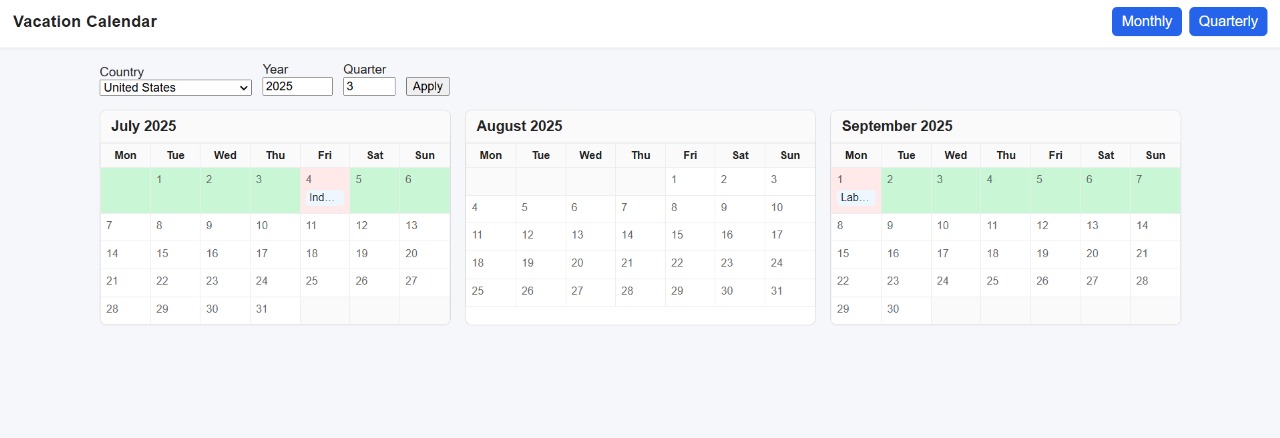 Vacation Calendar Monthly Quarterly
Country Year Quarter
United States 2025 3 Apply
July 2025
Mon Tue Wed Thu Fri Sat Sun
1 2 3 4 5 6
Ind...
7 8 9 10 11 12 13
14 15 16 17 18 19 20
21 22 23 24 25 26 27
28 29 30 31
August 2025
Mon Tue Wed Thu Fri Sat Sun
1 2 3
4 5 6 7 8 9 10
11 12 13 14 15 16 17
18 19 20 21 22 23 24
25 26 27 28 29 30 31
September 2025
Mon Tue Wed Thu Fri Sat Sun
1 2 3 4 5 6 7
Lab...
8 9 10 11 12 13 14
15 16 17 18 19 20 21
22 23 24 25 26 27 28
29 30